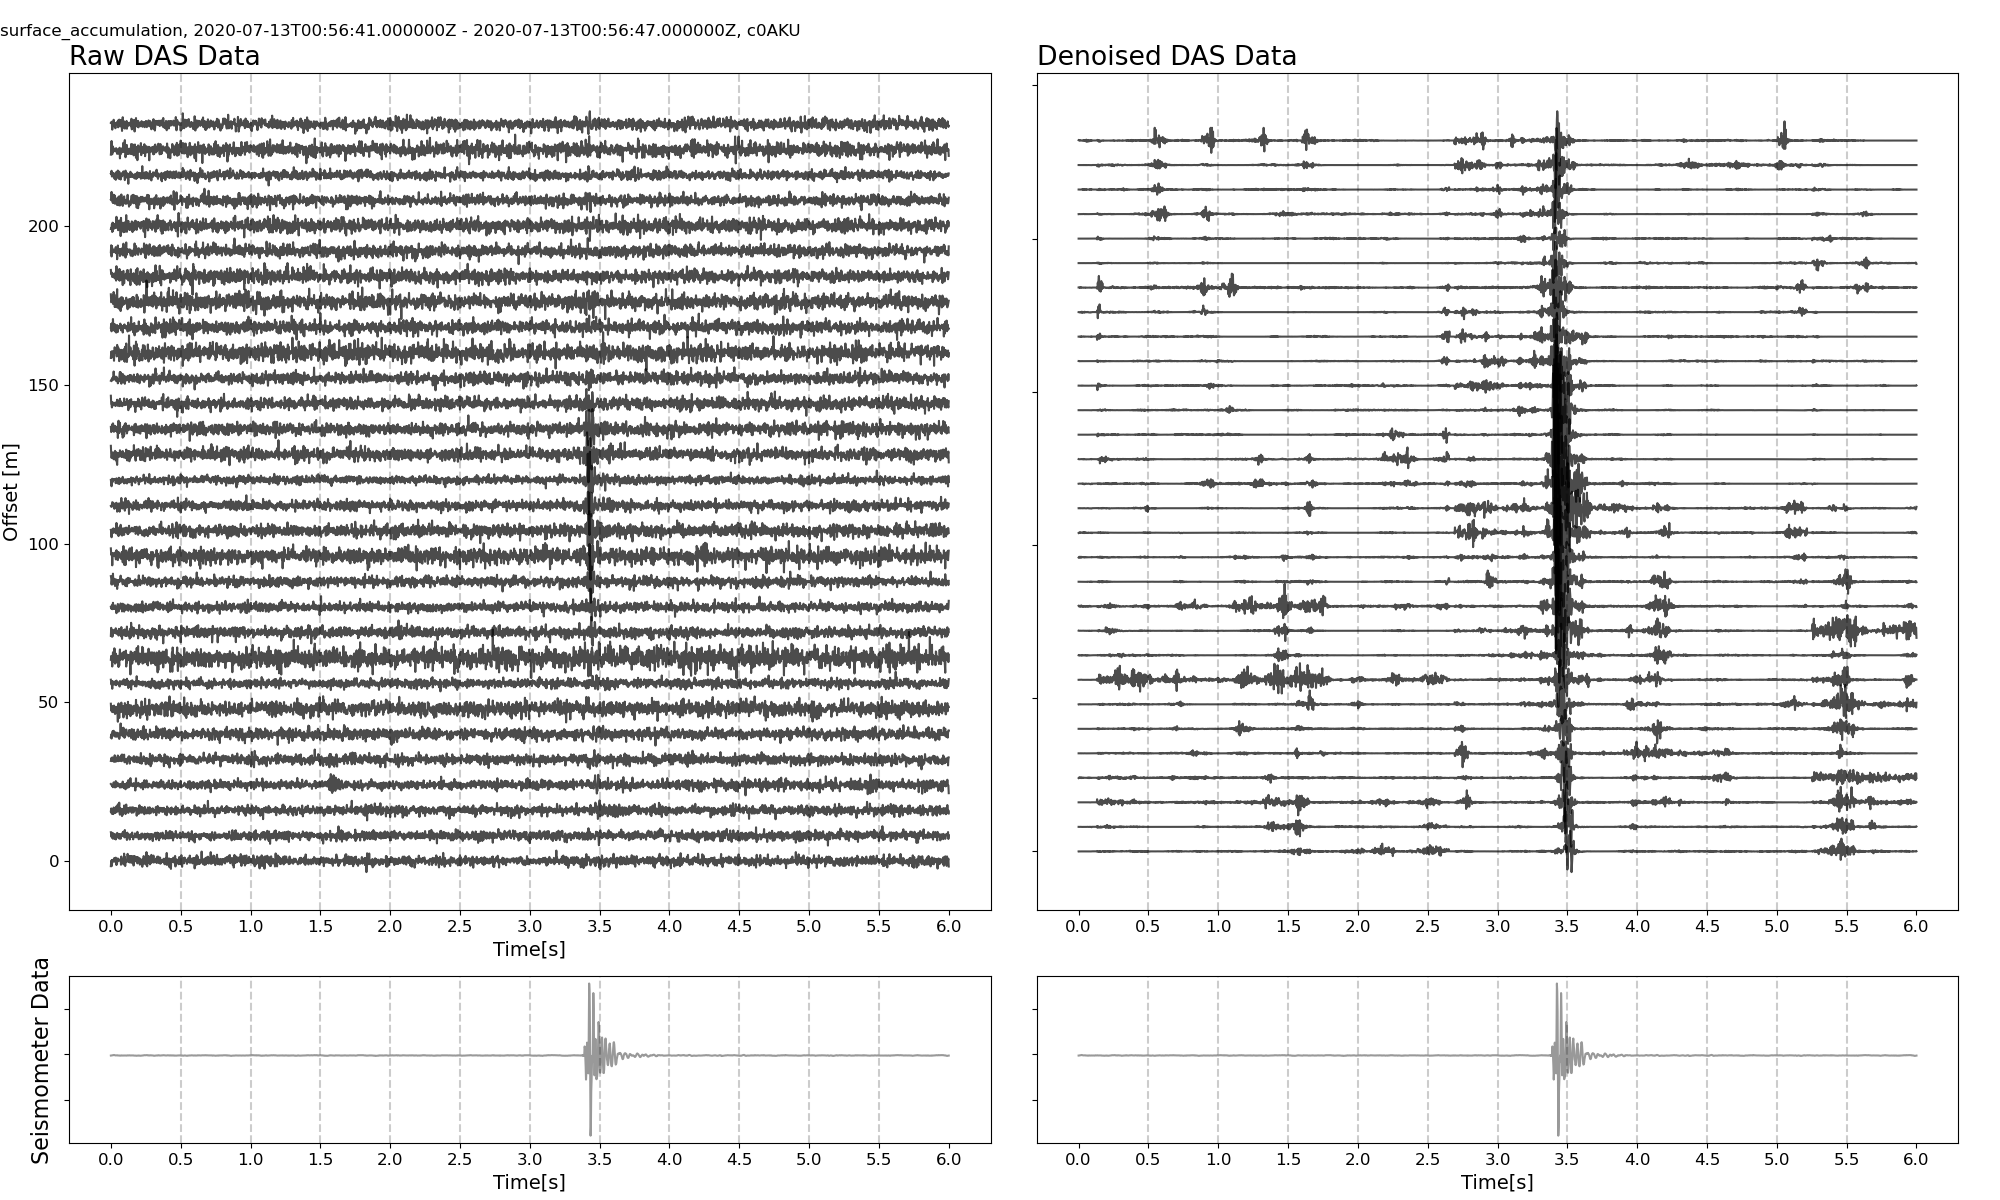 surface_accumulation, 2020-07-13T00:56:41.000000Z - 2020-07-13T00:56:47.000000Z, c0AKU
Raw DAS Data
Denoised DAS Data
Offset [m]
200
150
100
50
0
0.0 0.5 1.0 1.5 2.0 2.5 3.0 3.5 4.0 4.5 5.0 5.5 6.0
Time[s]
0.0 0.5 1.0 1.5 2.0 2.5 3.0 3.5 4.0 4.5 5.0 5.5 6.0
Seismometer Data
0.0 0.5 1.0 1.5 2.0 2.5 3.0 3.5 4.0 4.5 5.0 5.5 6.0
Time[s]
0.0 0.5 1.0 1.5 2.0 2.5 3.0 3.5 4.0 4.5 5.0 5.5 6.0
Time[s]